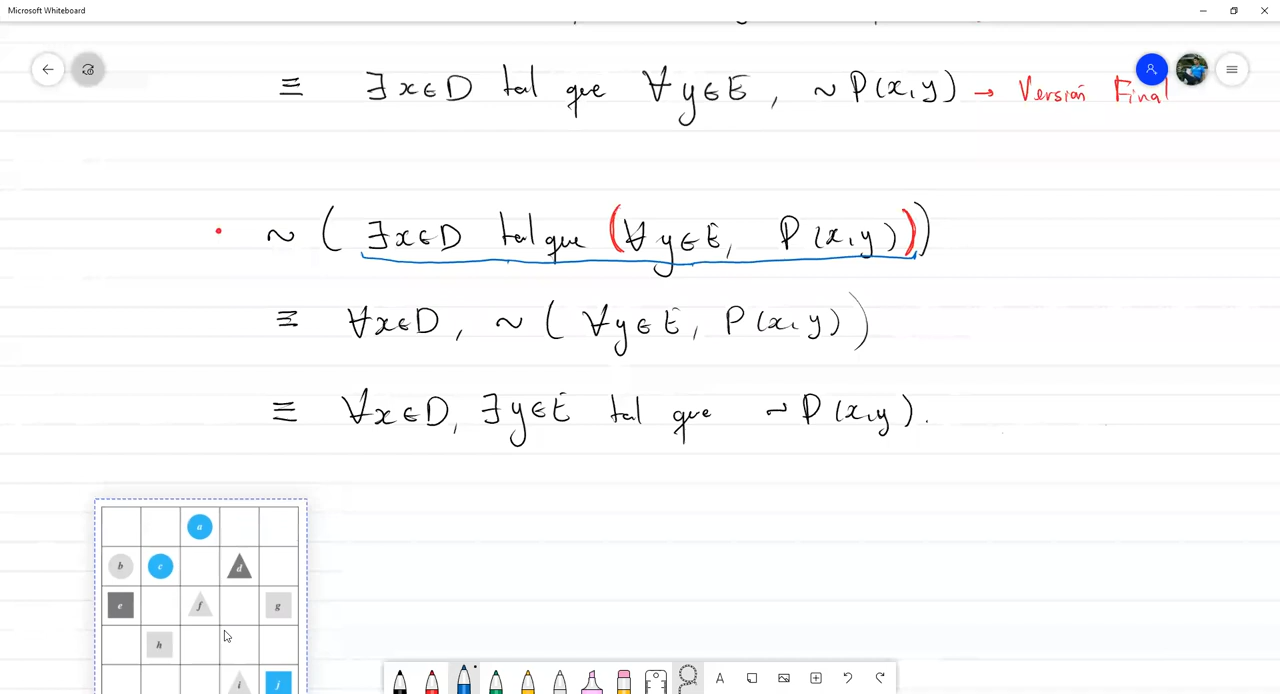 Microsoft Whiteboard
≡ ∃ x ∈ D tal que ∀ y ∈ E , ~ P(x,y) → Versión Final
• ~ ( ∃ x ∈ D tal que ( ∀ y ∈ E, P(x,y) ) )
≡ ∀ x ∈ D , ~ ( ∀ y ∈ E, P(x,y) )
≡ ∀ x ∈ D, ∃ y ∈ E tal que ~ P(x,y).
a
b c d
e f g
h
i j
A